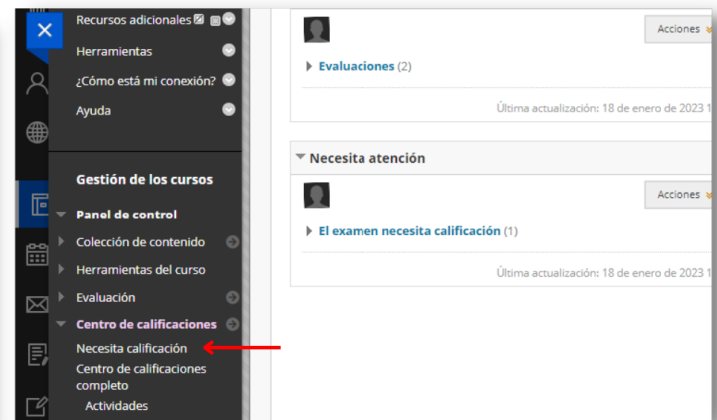 Recursos adicionales
Herramientas
¿Cómo está mi conexión?
Ayuda
Gestión de los cursos
Panel de control
Colección de contenido
Herramientas del curso
Evaluación
Centro de calificaciones
Necesita calificación
Centro de calificaciones
completo
Actividades
Acciones
Evaluaciones (2)
Última actualización: 18 de enero de 2023 1
Necesita atención
Acciones
El examen necesita calificación (1)
Última actualización: 18 de enero de 2023 1